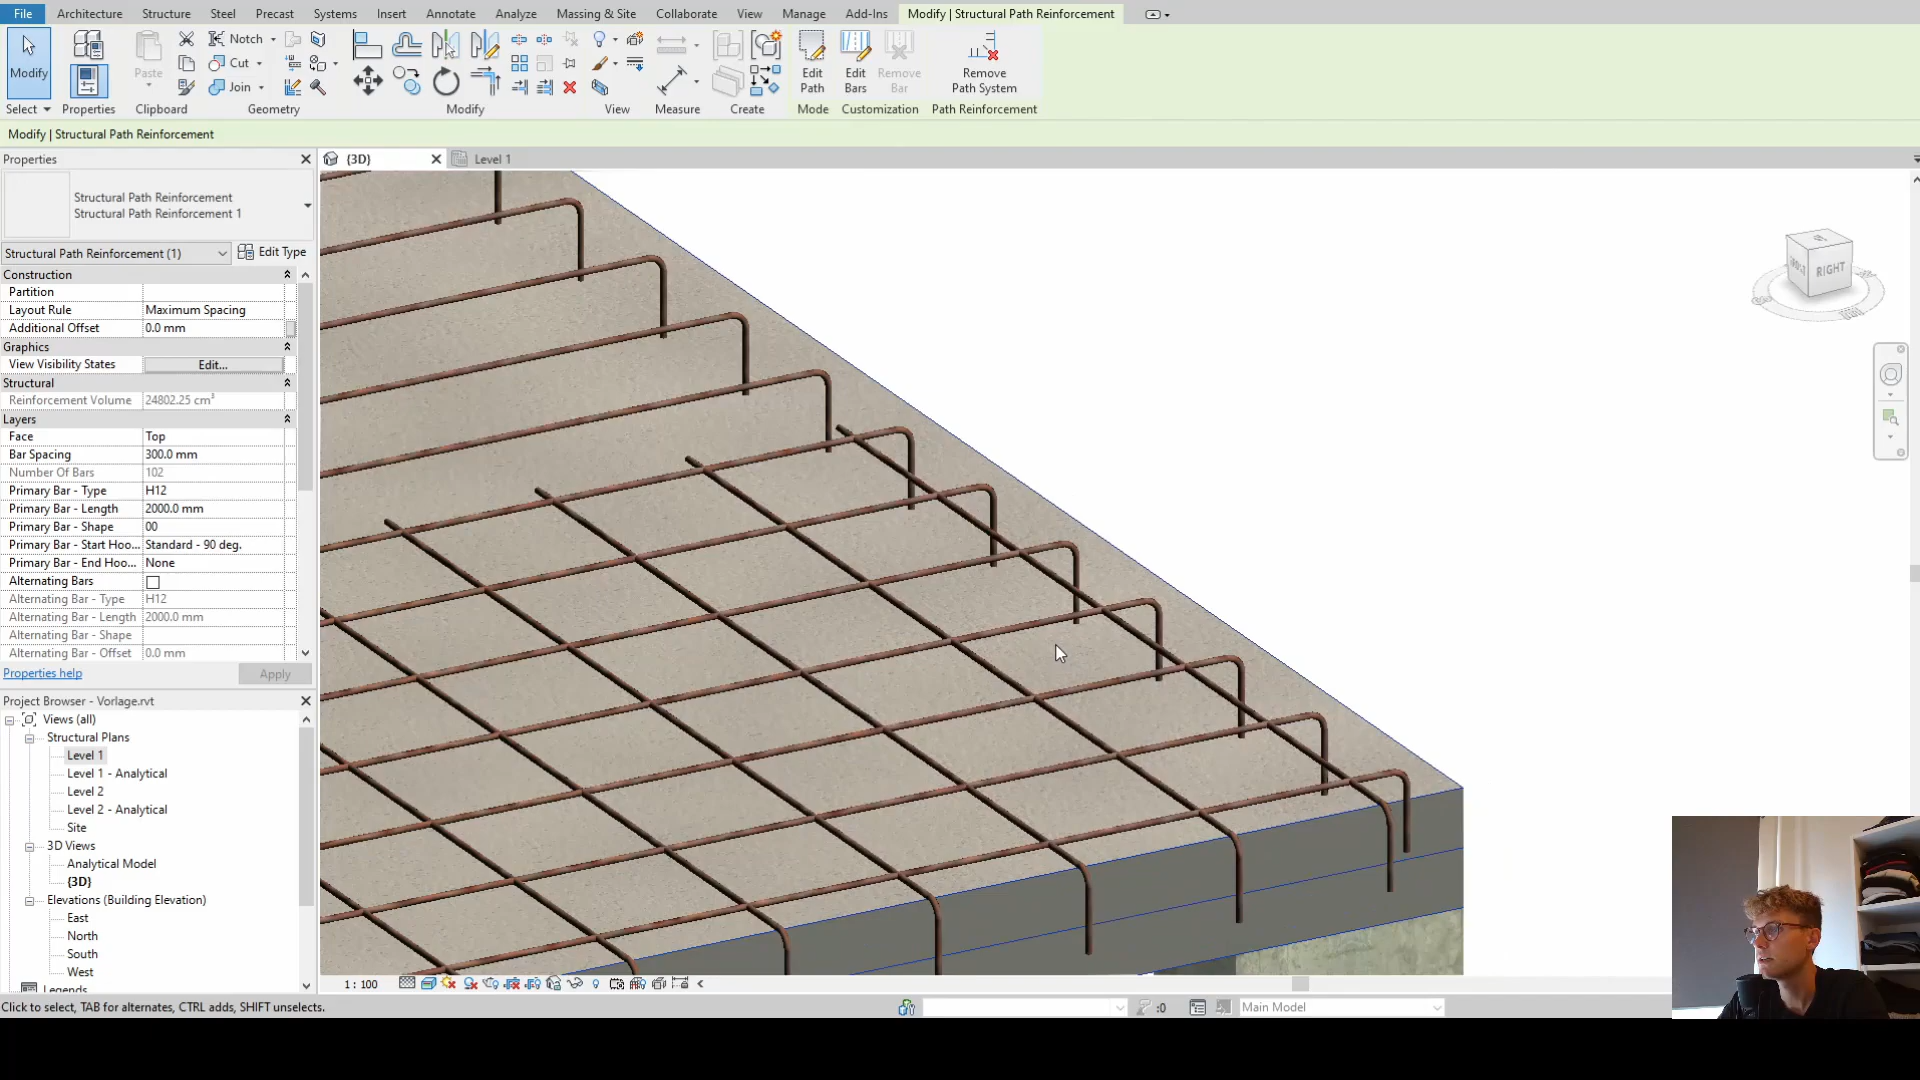 File Architecture Structure Steel Precast Systems Insert Annotate Analyze Massing & Site Collaborate View Manage Add-Ins Modify | Structural Path Reinforcement
Modify
Paste
Notch
Cut
Join
Edit Path
Edit Bars
Remove Bar
Remove Path System
Select Properties Clipboard Geometry Modify View Measure Create Mode Customization Path Reinforcement
Modify | Structural Path Reinforcement
Properties
{3D}
Level 1
Structural Path Reinforcement
Structural Path Reinforcement 1
Structural Path Reinforcement (1) Edit Type
Construction
Partition
Layout Rule Maximum Spacing
Additional Offset 0.0 mm
Graphics
View Visibility States Edit...
Structural
Reinforcement Volume 24802.25 cm³
Layers
Face Top
Bar Spacing 300.0 mm
Number Of Bars 102
Primary Bar - Type H12
Primary Bar - Length 2000.0 mm
Primary Bar - Shape 00
Primary Bar - Start Hoo... Standard - 90 deg.
Primary Bar - End Hoo... None
Alternating Bars
Alternating Bar - Type H12
Alternating Bar - Length 2000.0 mm
Alternating Bar - Shape
Alternating Bar - Offset 0.0 mm
Properties help Apply
Project Browser - Vorlage.rvt
Views (all)
Structural Plans
Level 1
Level 1 - Analytical
Level 2
Level 2 - Analytical
Site
3D Views
Analytical Model
{3D}
Elevations (Building Elevation)
East
North
South
West
Legends
RIGHT
1 : 100
Click to select, TAB for alternates, CTRL adds, SHIFT unselects.
:0
Main Model